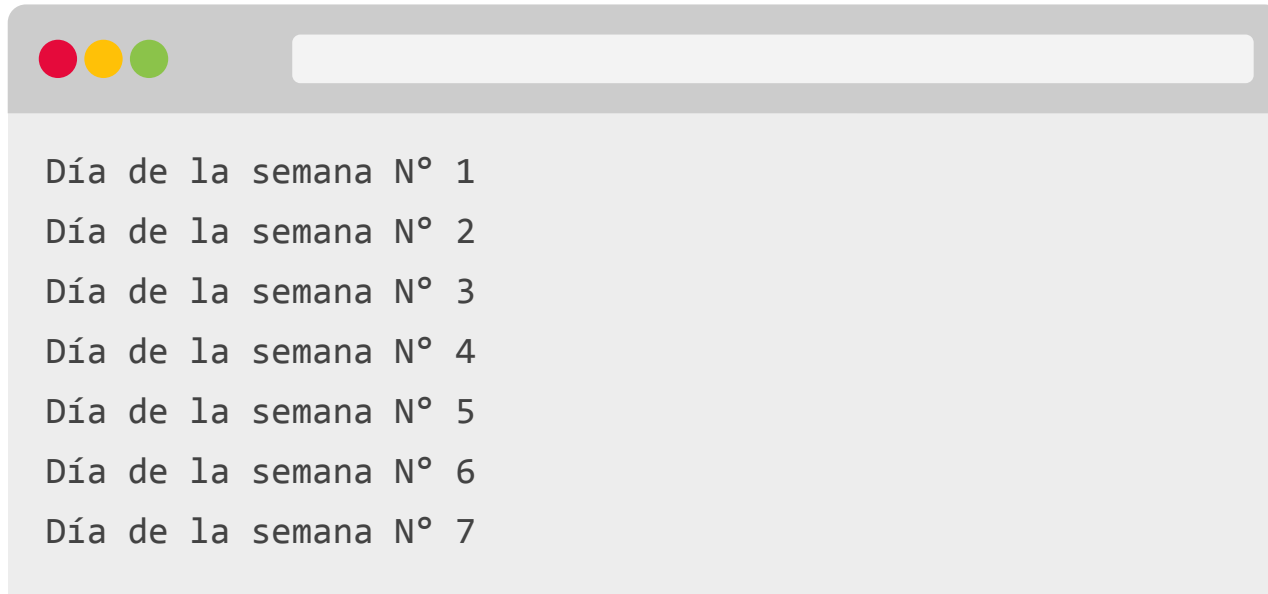 Día de la semana N° 1
Día de la semana N° 2
Día de la semana N° 3
Día de la semana N° 4
Día de la semana N° 5
Día de la semana N° 6
Día de la semana N° 7